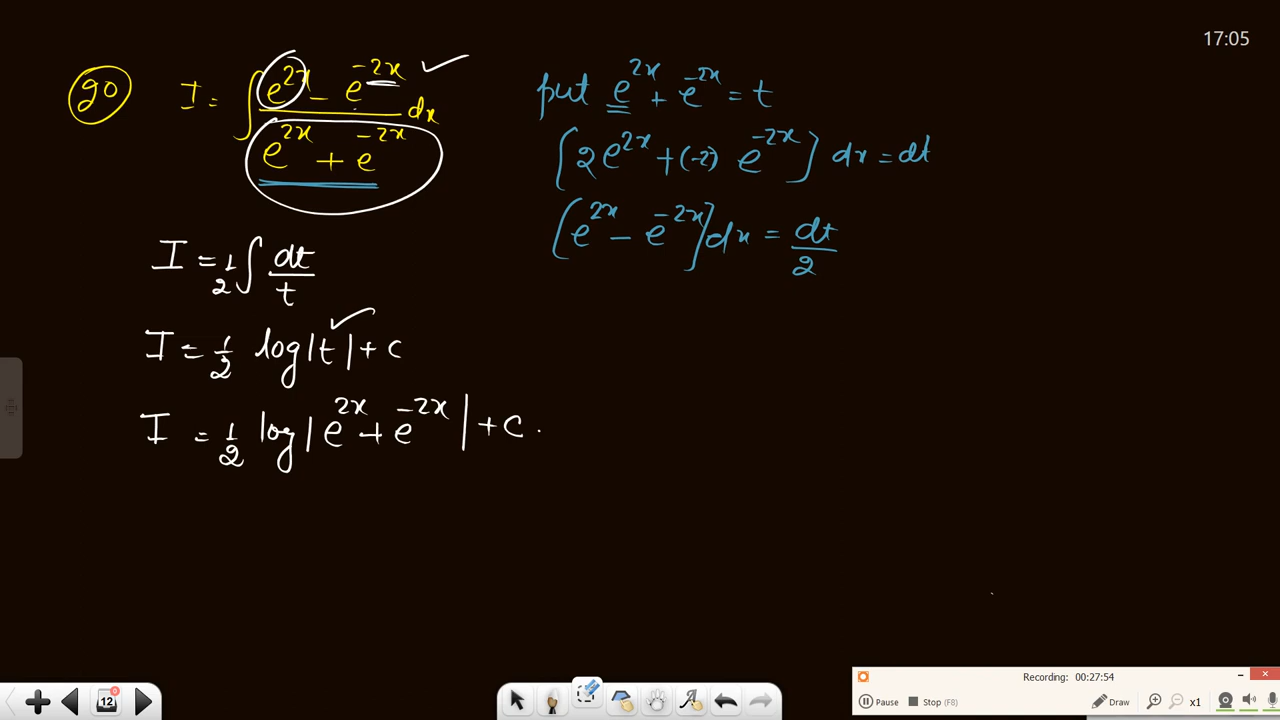 17:05
20 I = ∫ (e^{2x} - e^{-2x}) / (e^{2x} + e^{-2x}) dx
put e^{2x} + e^{-2x} = t
[2e^{2x} + (-2) e^{-2x}] dx = dt
[e^{2x} - e^{-2x}] dx = dt/2
I = 1/2 ∫ dt/t
I = 1/2 log|t| + c
I = 1/2 log|e^{2x} + e^{-2x}| + c.
12
0
Recording: 00:27:54
Pause Stop (F8) Draw x1